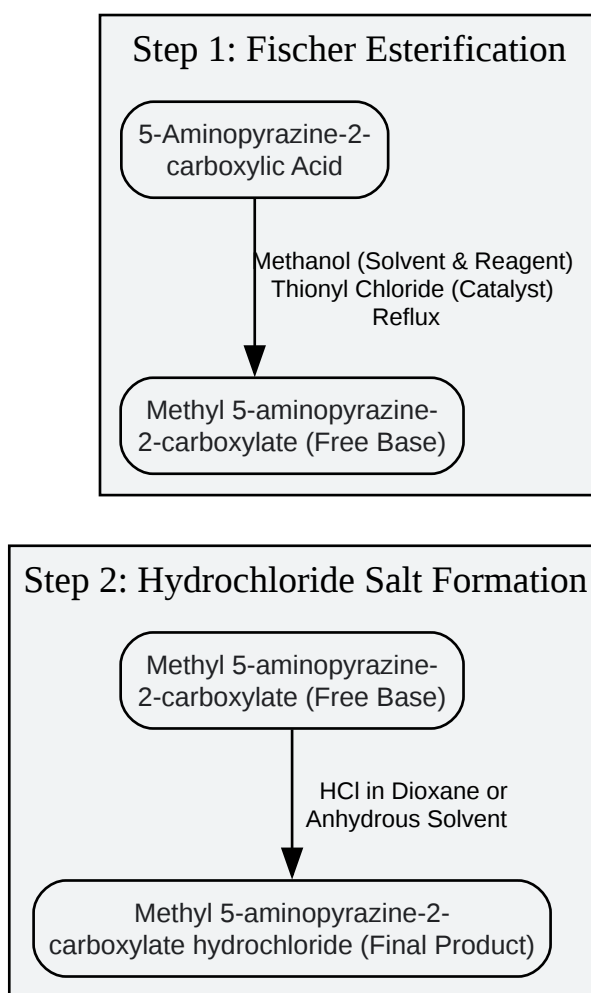 Step 1: Fischer Esterification
5-Aminopyrazine-2-
carboxylic Acid
Methanol (Solvent & Reagent)
Thionyl Chloride (Catalyst)
Reflux
Methyl 5-aminopyrazine-
2-carboxylate (Free Base)
Step 2: Hydrochloride Salt Formation
Methyl 5-aminopyrazine-
2-carboxylate (Free Base)
HCl in Dioxane or
Anhydrous Solvent
Methyl 5-aminopyrazine-2-
carboxylate hydrochloride (Final Product)